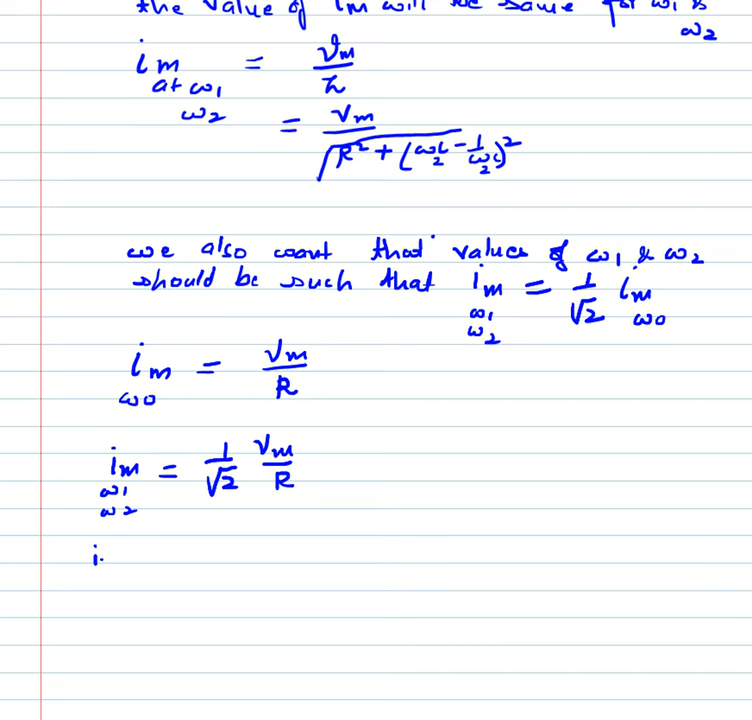 the value of im will be same for ω1 &
ω2
im = vm/z
at ω1
ω2
= vm/√(R² + (ω2L - 1/ω2c)²)
we also want that values of ω1 & ω2
should be such that im = 1/√2 im
ω1 ω0
ω2
im = vm/R
ω0
im = 1/√2 vm/R
ω1
ω2
i.